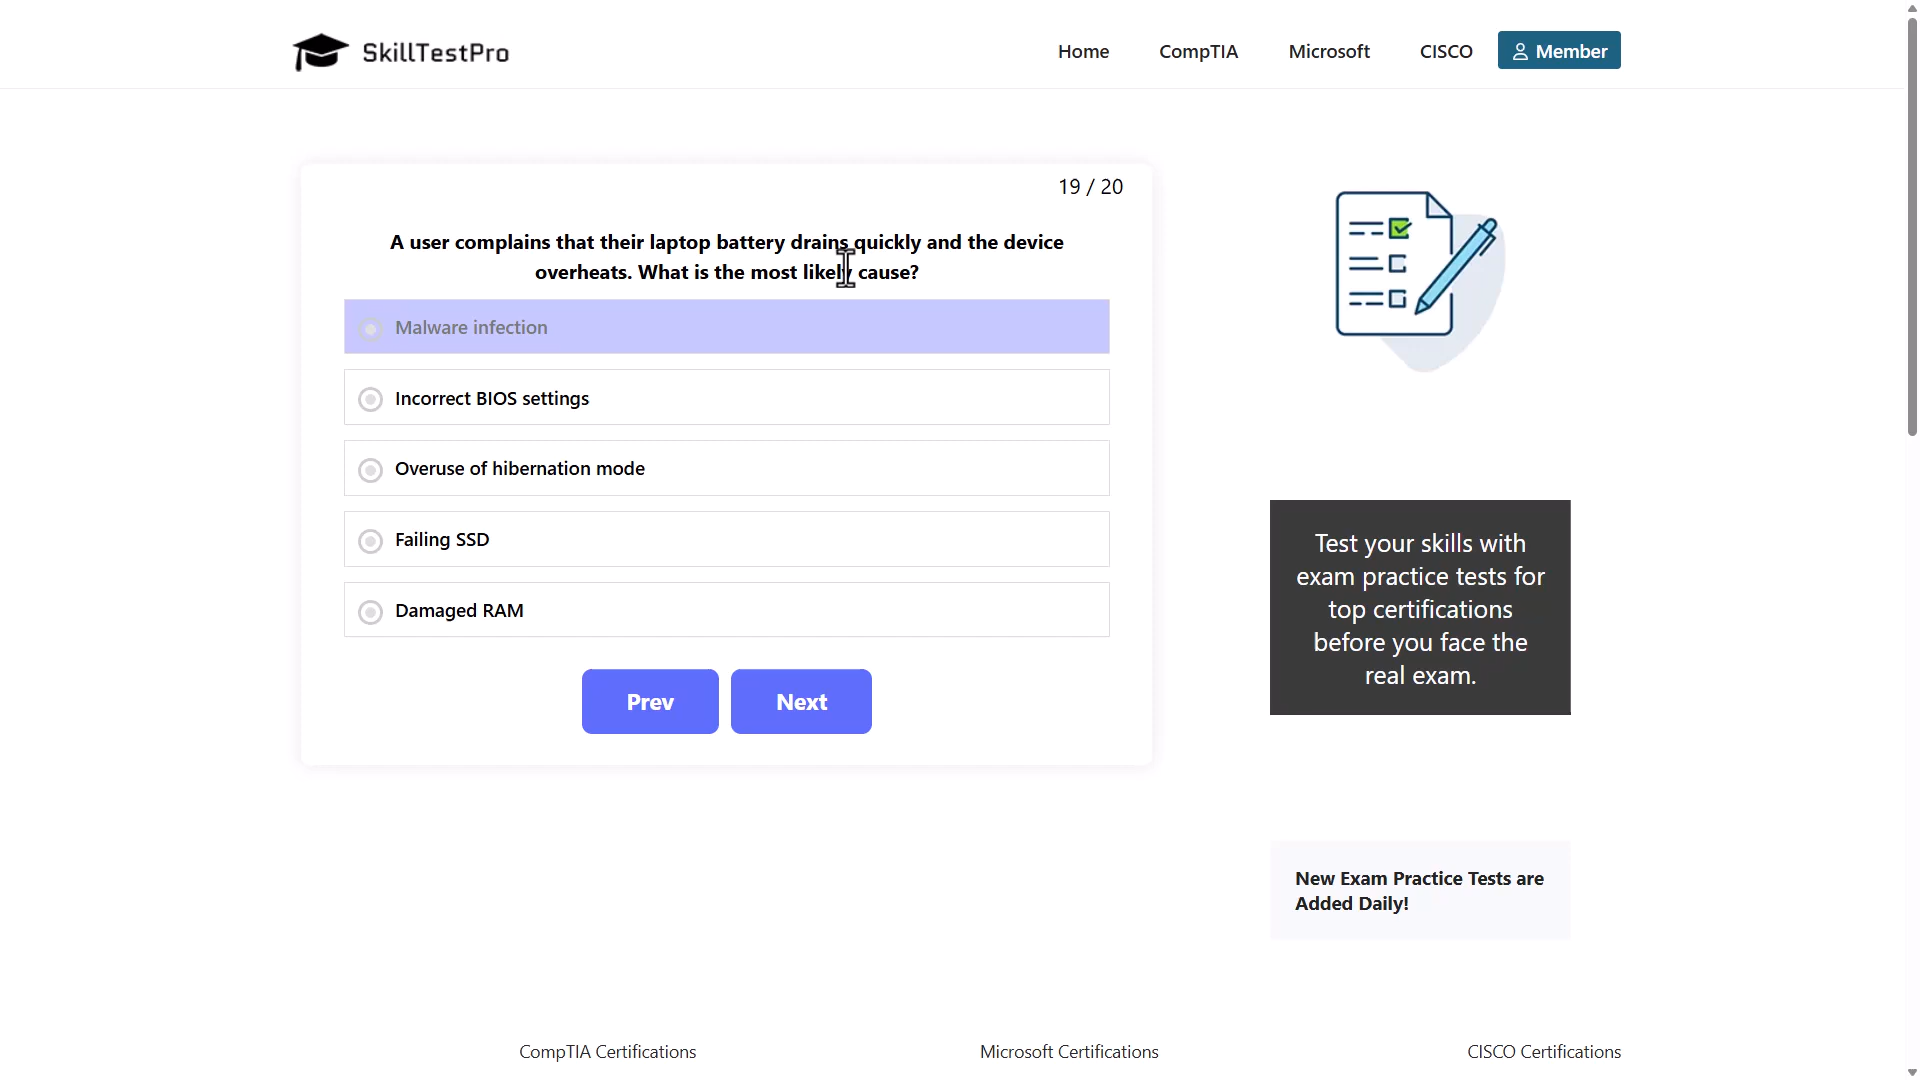 SkillTestPro
Home
CompTIA
Microsoft
CISCO
Member
19 / 20
A user complains that their laptop battery drains quickly and the device
overheats. What is the most likely cause?
Malware infection
Incorrect BIOS settings
Overuse of hibernation mode
Failing SSD
Damaged RAM
Prev
Next
Test your skills with
exam practice tests for
top certifications
before you face the
real exam.
New Exam Practice Tests are
Added Daily!
CompTIA Certifications
Microsoft Certifications
CISCO Certifications